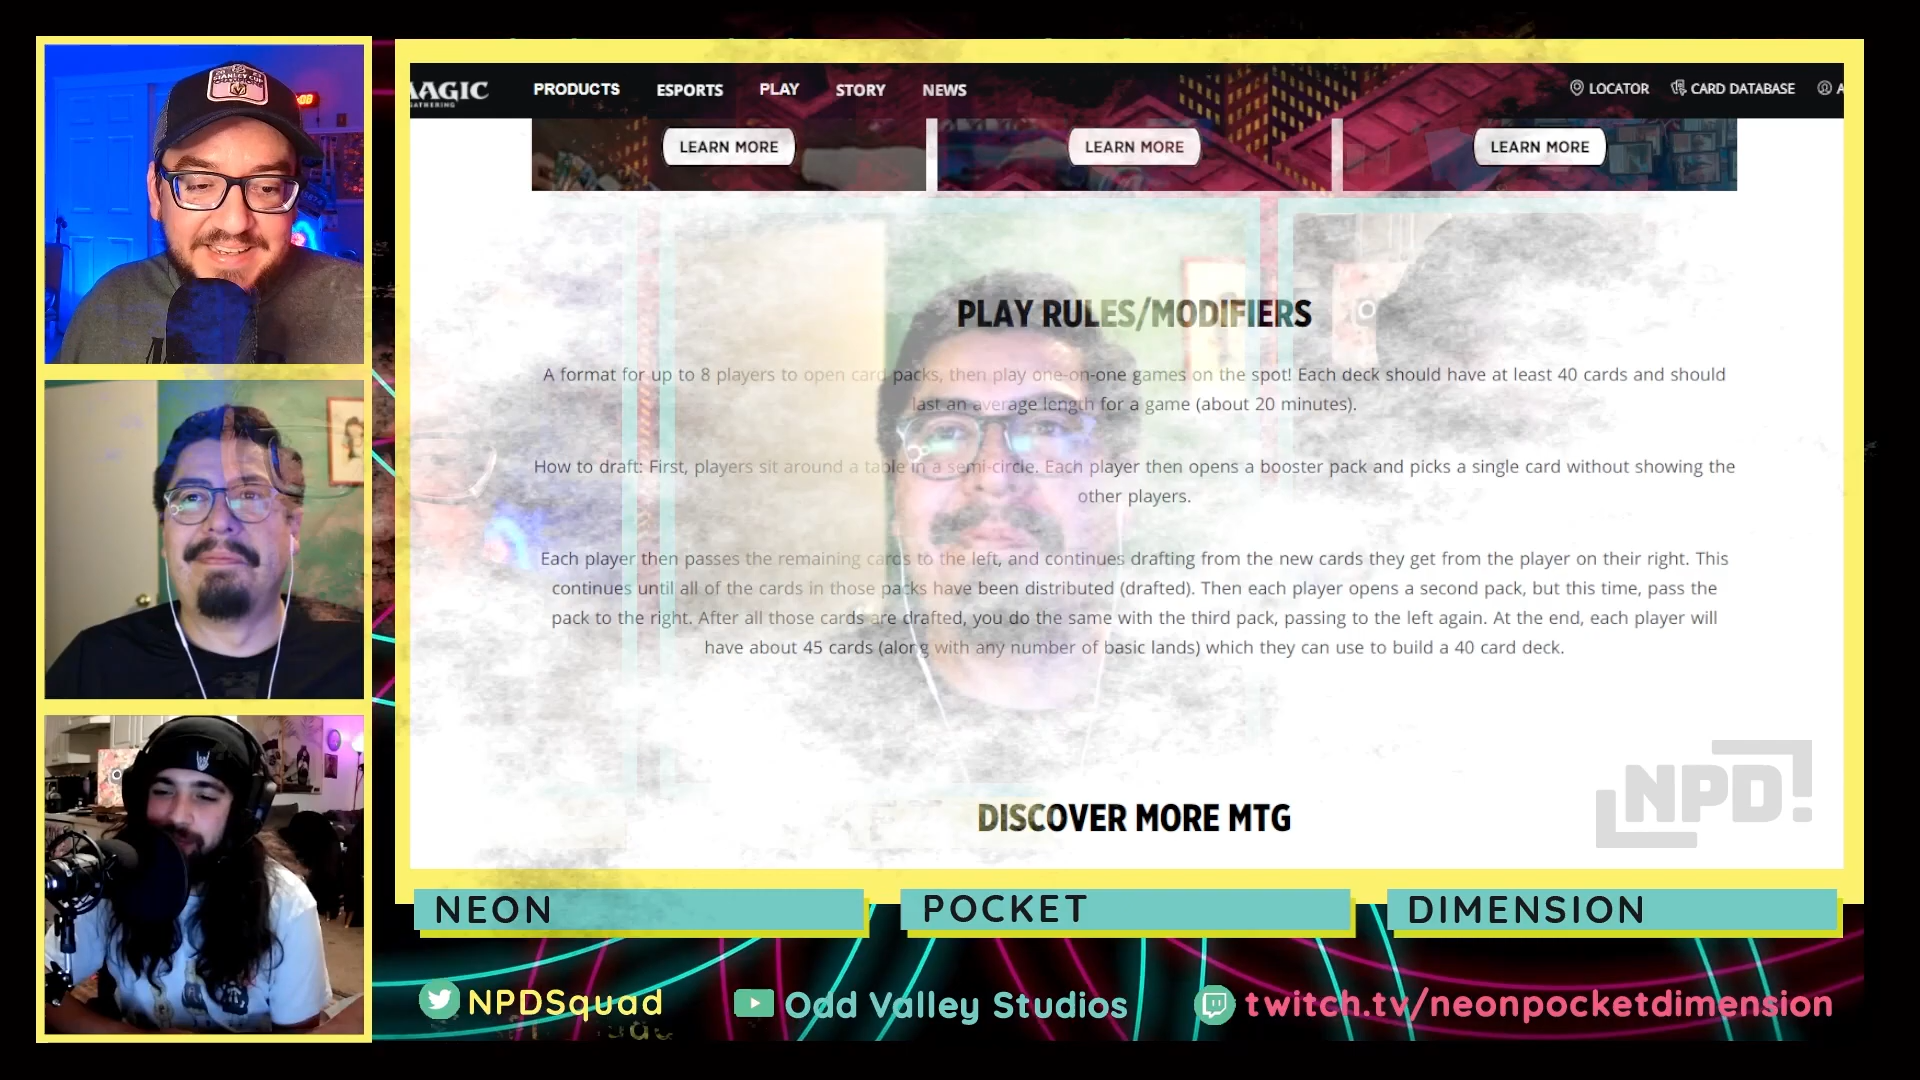 STANLEY CUP
MAGIC
GATHERING
PRODUCTS ESPORTS PLAY STORY NEWS
LOCATOR CARD DATABASE A
LEARN MORE LEARN MORE LEARN MORE
PLAY RULES/MODIFIERS
A format for up to 8 players to open card packs, then play one-on-one games on the spot! Each deck should have at least 40 cards and should
last an average length for a game (about 20 minutes).
How to draft: First, players sit around a table in a semi-circle. Each player then opens a booster pack and picks a single card without showing the
other players.
Each player then passes the remaining cards to the left, and continues drafting from the new cards they get from the player on their right. This
continues until all of the cards in those packs have been distributed (drafted). Then each player opens a second pack, but this time, pass the
pack to the right. After all those cards are drafted, you do the same with the third pack, passing to the left again. At the end, each player will
have about 45 cards (along with any number of basic lands) which they can use to build a 40 card deck.
DISCOVER MORE MTG
NPD!
NEON POCKET DIMENSION
NPDSquad Odd Valley Studios twitch.tv/neonpocketdimension